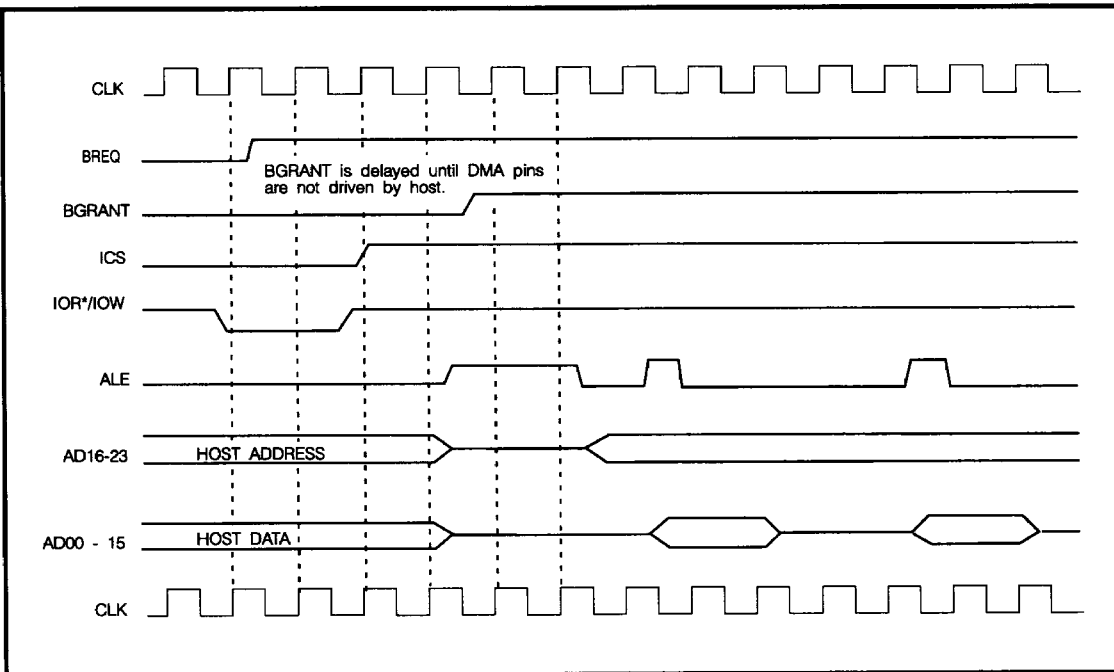 CLK
BREQ
BGRANT is delayed until DMA pins
are not driven by host.
BGRANT
ICS
IOR*/IOW
ALE
AD16-23
HOST ADDRESS
AD00 - 15
HOST DATA
CLK